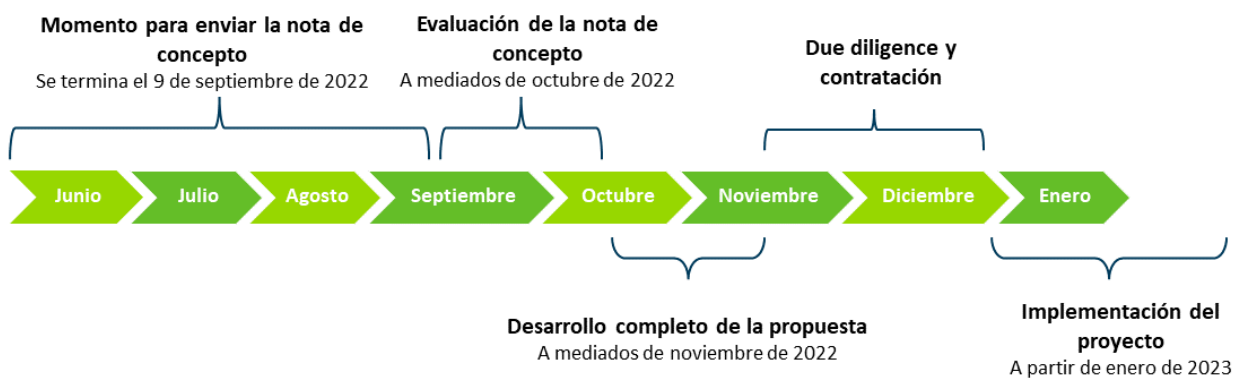 Momento para enviar la nota de
concepto
Se termina el 9 de septiembre de 2022
Evaluación de la nota de
concepto
A mediados de octubre de 2022
Due diligence y
contratación
Junio
Julio
Agosto
Septiembre
Octubre
Noviembre
Diciembre
Enero
Desarrollo completo de la propuesta
A mediados de noviembre de 2022
Implementación del
proyecto
A partir de enero de 2023